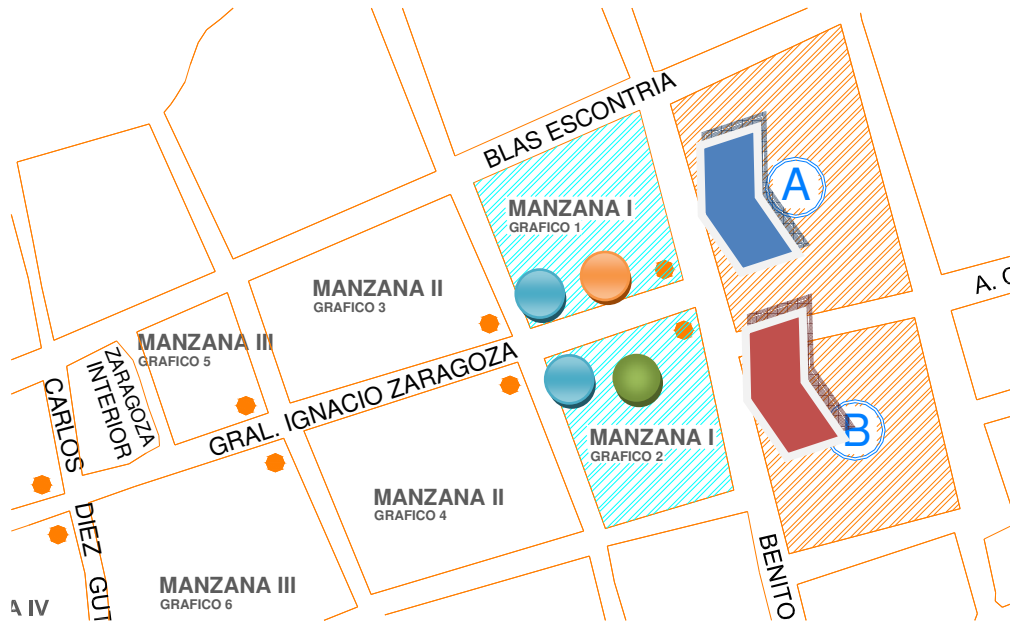 BLAS ESCONTRIA
A
MANZANA I
GRAFICO 1
A.
MANZANA II
GRAFICO 3
MANZANA III
GRAFICO 5
ZARAGOZA
INTERIOR
GRAL. IGNACIO ZARAGOZA
CARLOS
B
MANZANA I
GRAFICO 2
MANZANA II
GRAFICO 4
DIEZ GUT
BENITO
MANZANA III
GRAFICO 6
A IV